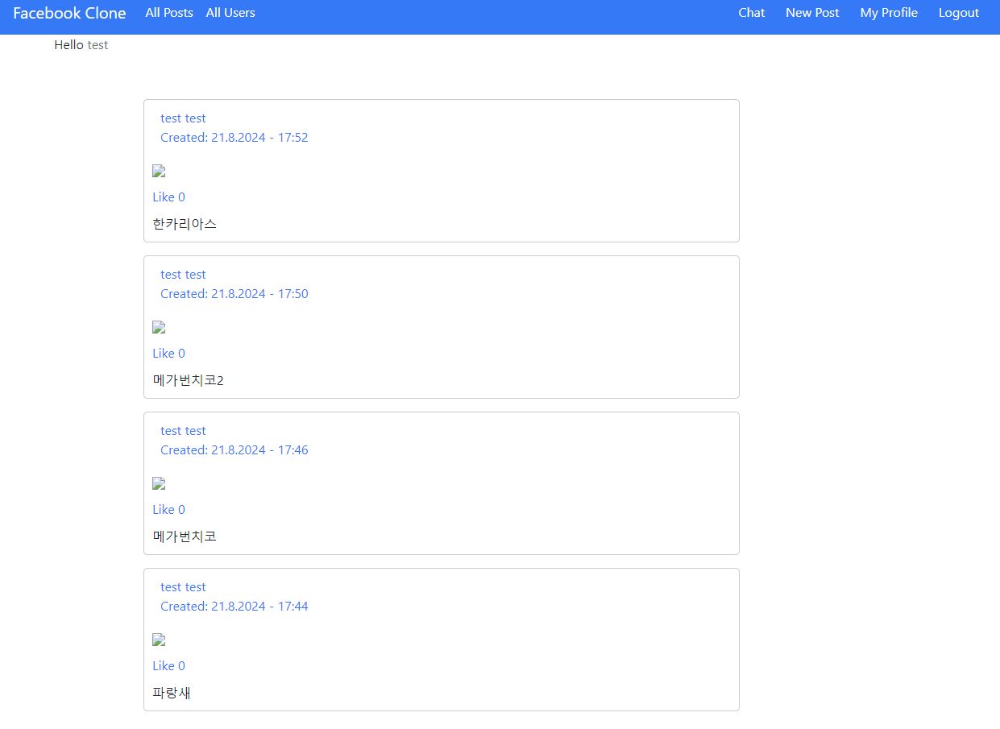 Facebook Clone All Posts All Users Chat New Post My Profile Logout
Hello test
test test
Created: 21.8.2024 - 17:52
Like 0
한카리아스
test test
Created: 21.8.2024 - 17:50
Like 0
메가번치코2
test test
Created: 21.8.2024 - 17:46
Like 0
메가번치코
test test
Created: 21.8.2024 - 17:44
Like 0
파랑새